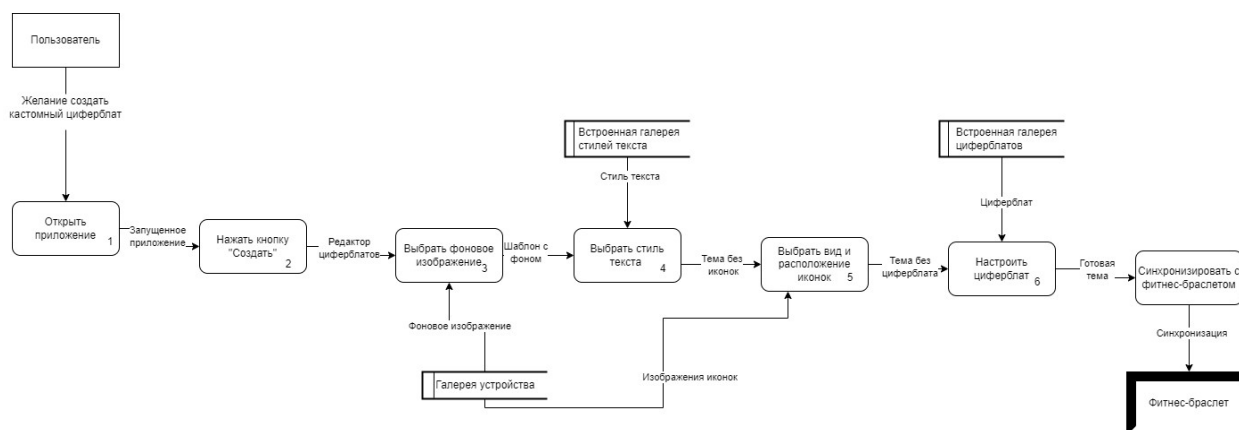 Пользователь
Желание создать
кастомный циферблат
Встроенная галерея
стилей текста
Встроенная галерея
циферблатов
Стиль текста
Циферблат
Открыть
приложение
1
Запущенное
приложение
Нажать кнопку
"Создать"
2
Редактор
циферблатов
Выбрать фоновое
изображение
3
Шаблон с
фоном
Выбрать стиль
текста
4
Тема без
иконок
Выбрать вид и
расположение
иконок
5
Тема без
циферблата
Настроить
циферблат
6
Готовая
тема
Синхронизировать с
фитнес-браслетом
Фоновое изображение
Синхронизация
Галерея устройства
Изображения иконок
Фитнес-браслет